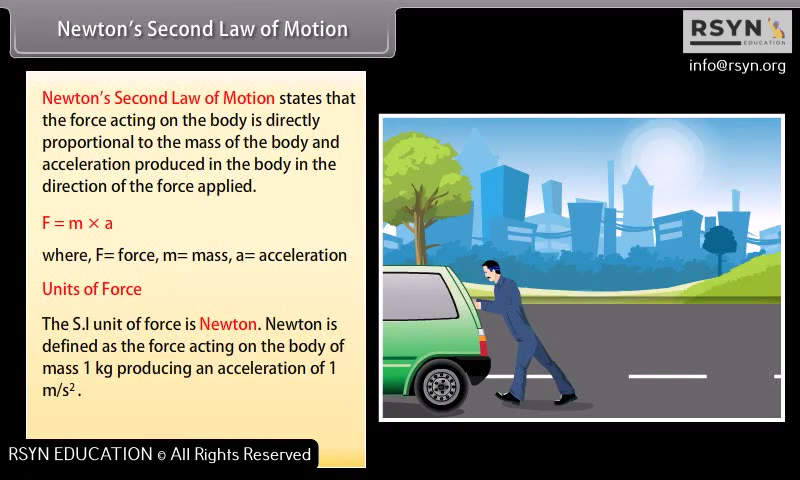 Newton's Second Law of Motion
RSYN
EDUCATION
info@rsyn.org
Newton's Second Law of Motion states that
the force acting on the body is directly
proportional to the mass of the body and
acceleration produced in the body in the
direction of the force applied.
F = m × a
where, F= force, m= mass, a= acceleration
Units of Force
The S.I unit of force is Newton. Newton is
defined as the force acting on the body of
mass 1 kg producing an acceleration of 1
m/s² .
RSYN EDUCATION © All Rights Reserved